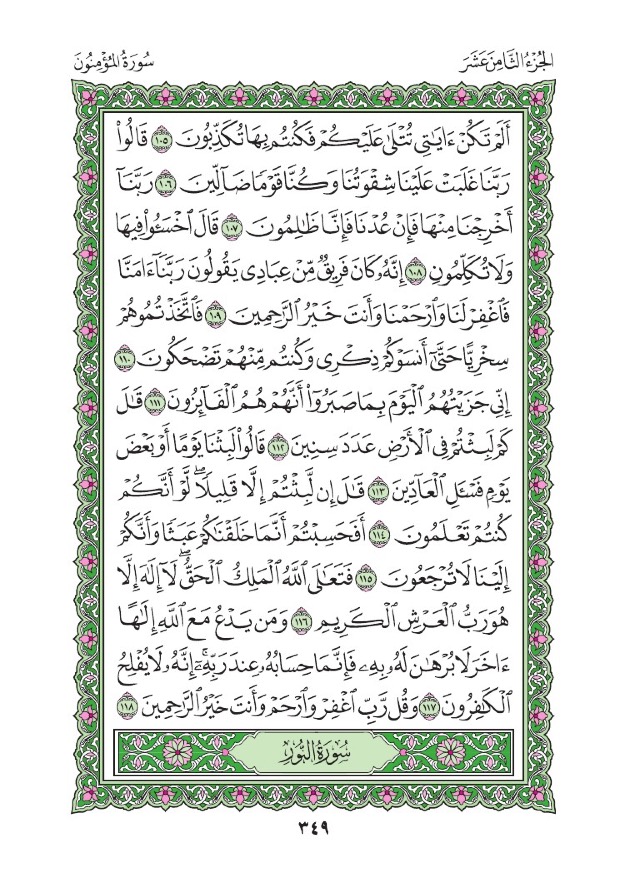 الجُزْءُ الثَّامِنَ عَشَرَ
سُورَةُ المُؤْمِنُونَ
أَلَمْ تَكُنْ ءَايَٰتِي تُتْلَىٰ عَلَيْكُمْ فَكُنتُم بِهَا تُكَذِّبُونَ ١٠٥ قَالُوا۟
رَبَّنَا غَلَبَتْ عَلَيْنَا شِقْوَتُنَا وَكُنَّا قَوْمًا ضَآلِّينَ ١٠٦ رَبَّنَآ
أَخْرِجْنَا مِنْهَا فَإِنْ عُدْنَا فَإِنَّا ظَٰلِمُونَ ١٠٧ قَالَ ٱخْسَـُٔوا۟ فِيهَا
وَلَا تُكَلِّمُونِ ١٠٨ إِنَّهُۥ كَانَ فَرِيقٌ مِّنْ عِبَادِي يَقُولُونَ رَبَّنَآ ءَامَنَّا
فَٱغْفِرْ لَنَا وَٱرْحَمْنَا وَأَنتَ خَيْرُ ٱلرَّٰحِمِينَ ١٠٩ فَٱتَّخَذْتُمُوهُمْ
سِخْرِيًّا حَتَّىٰٓ أَنسَوْكُمْ ذِكْرِي وَكُنتُم مِّنْهُمْ تَضْحَكُونَ ١١٠
إِنِّي جَزَيْتُهُمُ ٱلْيَوْمَ بِمَا صَبَرُوٓا۟ أَنَّهُمْ هُمُ ٱلْفَآئِزُونَ ١١١ قَٰلَ
كَمْ لَبِثْتُمْ فِي ٱلْأَرْضِ عَدَدَ سِنِينَ ١١٢ قَالُوا۟ لَبِثْنَا يَوْمًا أَوْ بَعْضَ
يَوْمٍ فَسْـَٔلِ ٱلْعَآدِّينَ ١١٣ قَٰلَ إِن لَّبِثْتُمْ إِلَّا قَلِيلًا ۖ لَّوْ أَنَّكُمْ
كُنتُمْ تَعْلَمُونَ ١١٤ أَفَحَسِبْتُمْ أَنَّمَا خَلَقْنَٰكُمْ عَبَثًا وَأَنَّكُمْ
إِلَيْنَا لَا تُرْجَعُونَ ١١٥ فَتَعَٰلَى ٱللَّهُ ٱلْمَلِكُ ٱلْحَقُّ ۖ لَآ إِلَٰهَ إِلَّا
هُوَ رَبُّ ٱلْعَرْشِ ٱلْكَرِيمِ ١١٦ وَمَن يَدْعُ مَعَ ٱللَّهِ إِلَٰهًا
ءَاخَرَ لَا بُرْهَٰنَ لَهُۥ بِهِۦ فَإِنَّمَا حِسَابُهُۥ عِندَ رَبِّهِۦٓ ۚ إِنَّهُۥ لَا يُفْلِحُ
ٱلْكَٰفِرُونَ ١١٧ وَقُل رَّبِّ ٱغْفِرْ وَٱرْحَمْ وَأَنتَ خَيْرُ ٱلرَّٰحِمِينَ ١١٨
سُورَةُ النُّورِ
٣٤٩